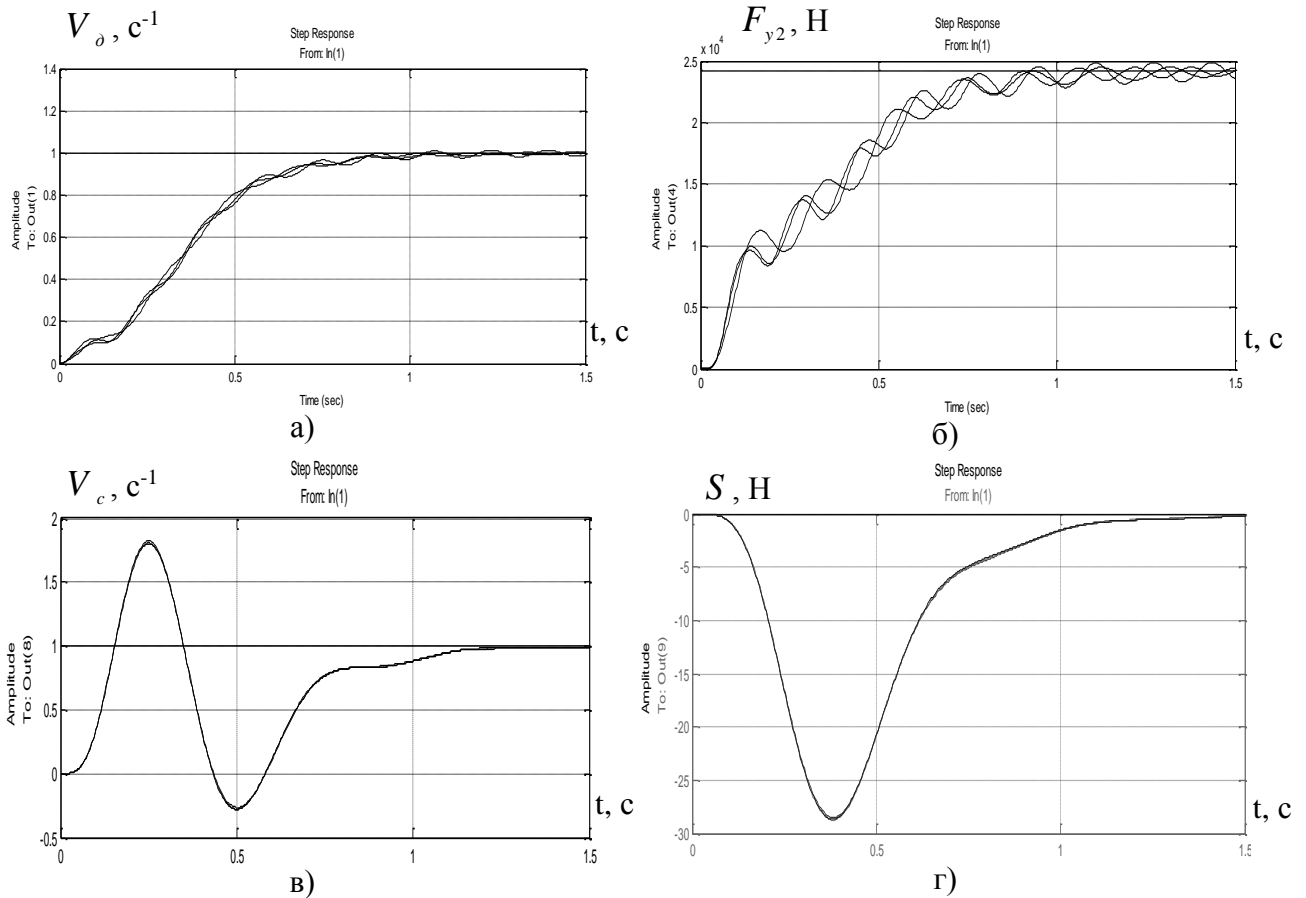 V д , с-1
Step Response
From: In(1)
1.4
1.2
1
0.8
0.6
0.4
0.2
0
Amplitude
To: Out(1)
0 0.5 1 1.5
t, с
Time (sec)
а)
F у2 , Н
x 10 4
Step Response
From: In(1)
2.5
2
1.5
1
0.5
0
Amplitude
To: Out(4)
0 0.5 1 1.5
t, с
Time (sec)
б)
V с , с-1
Step Response
From: In(1)
2
1.5
1
0.5
0
-0.5
Amplitude
To: Out(8)
0 0.5 1 1.5
t, с
в)
S , Н
Step Response
From: In(1)
0
-5
-10
-15
-20
-25
-30
Amplitude
To: Out(9)
0 0.5 1 1.5
t, с
г)